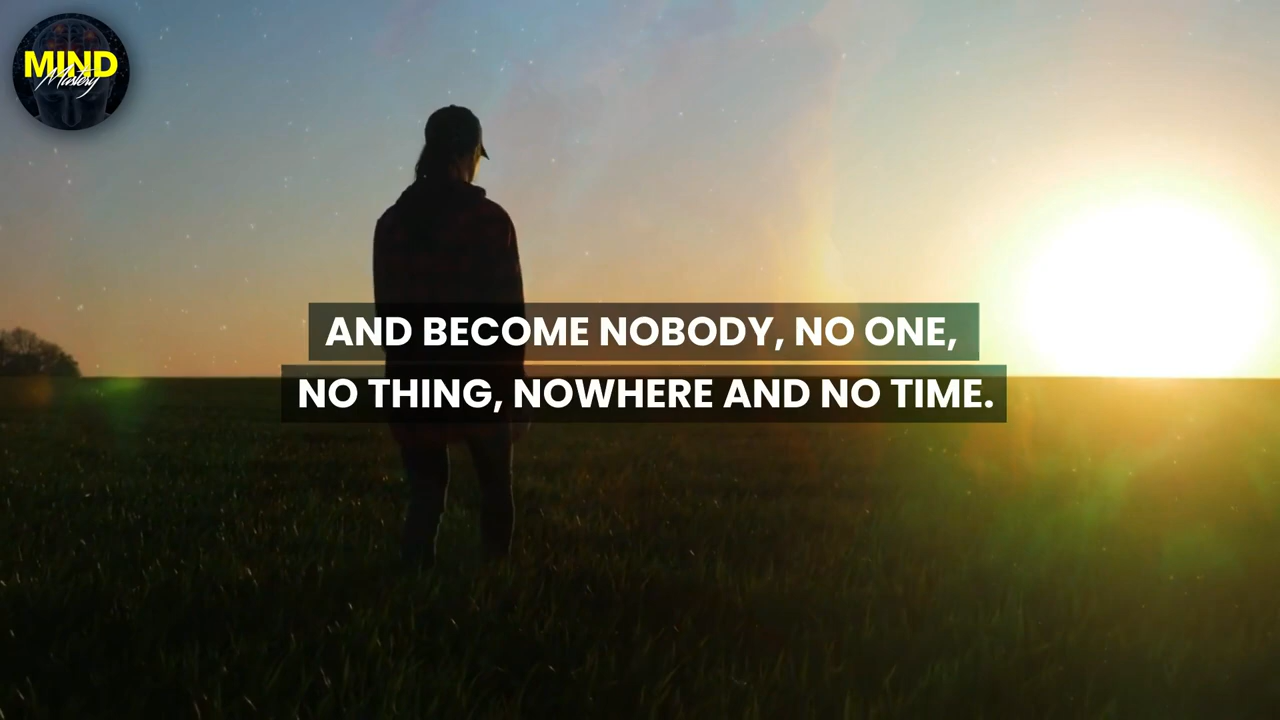 MIND
Mastery
AND BECOME NOBODY, NO ONE,
NO THING, NOWHERE AND NO TIME.